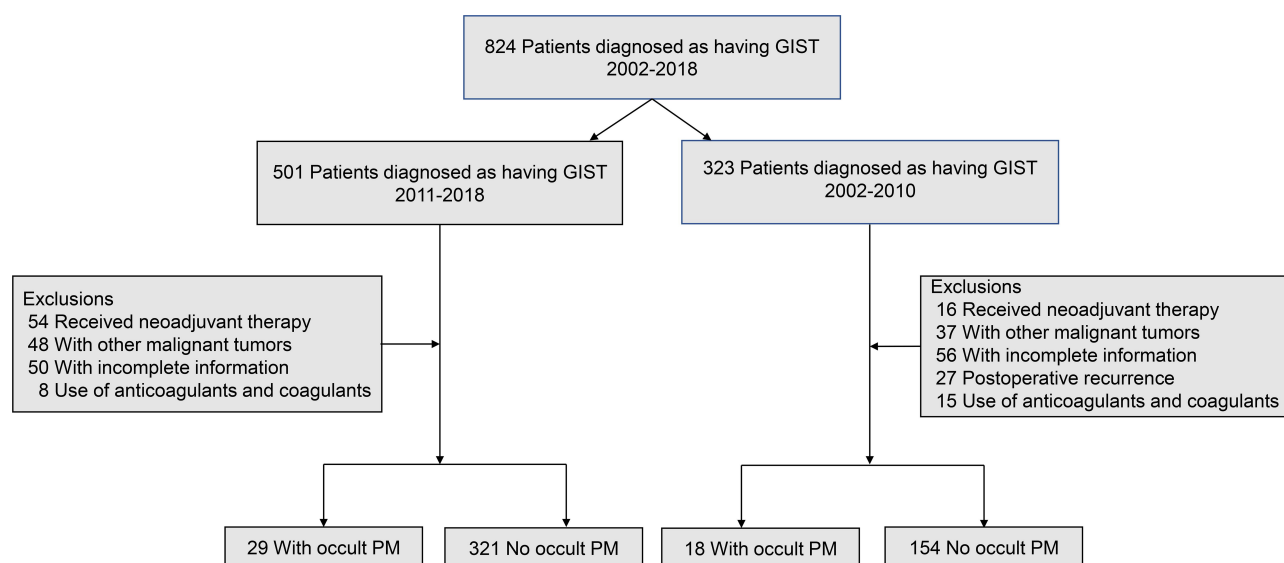 824 Patients diagnosed as having GIST
2002-2018
501 Patients diagnosed as having GIST
2011-2018
323 Patients diagnosed as having GIST
2002-2010
Exclusions
54 Received neoadjuvant therapy
48 With other malignant tumors
50 With incomplete information
8 Use of anticoagulants and coagulants
Exclusions
16 Received neoadjuvant therapy
37 With other malignant tumors
56 With incomplete information
27 Postoperative recurrence
15 Use of anticoagulants and coagulants
29 With occult PM
321 No occult PM
18 With occult PM
154 No occult PM